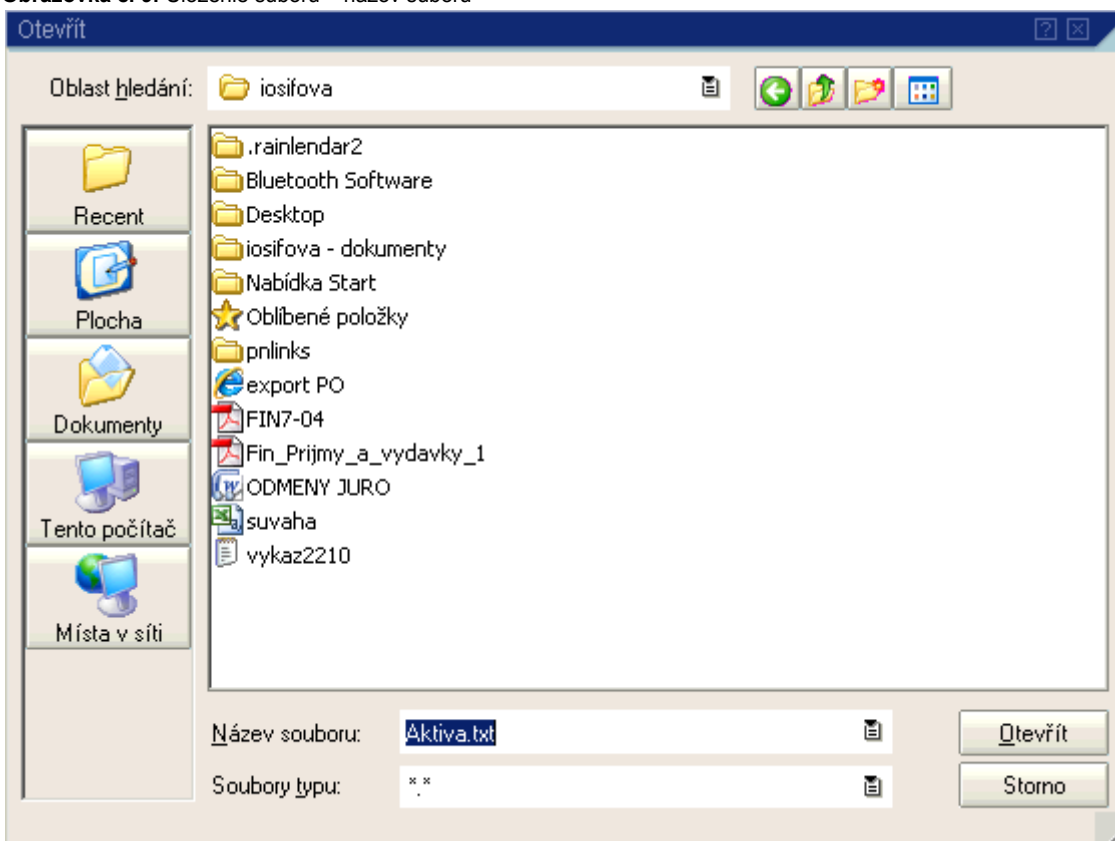 Otevřít
Oblast hledání: iosifova
Recent
Plocha
Dokumenty
Tento počítač
Místa v síti
.rainlendar2
Bluetooth Software
Desktop
iosifova - dokumenty
Nabídka Start
Oblíbené položky
pnlinks
export PO
FIN7-04
Fin_Prijmy_a_vydavky_1
ODMENY JURO
suvaha
vykaz2210
Název souboru: Aktiva.txt Otevřít
Soubory typu: *.* Storno